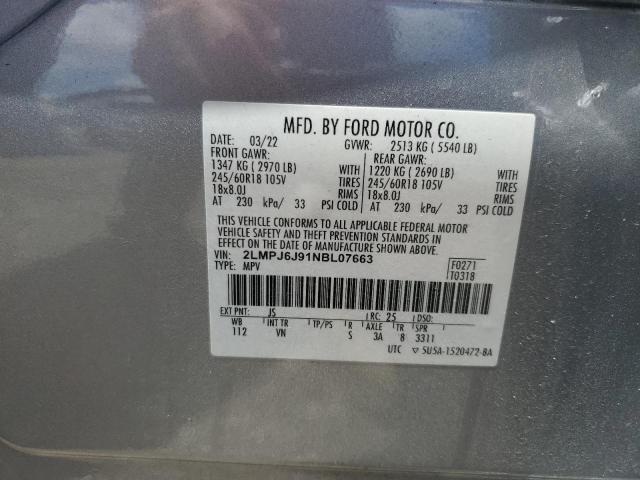 MFD. BY FORD MOTOR CO.
DATE: 03/22 GVWR: 2513 KG ( 5540 LB)
FRONT GAWR: REAR GAWR:
1347 KG ( 2970 LB) WITH 1220 KG ( 2690 LB) WITH
245/60R18 105V TIRES 245/60R18 105V TIRES
18x8.0J RIMS 18x8.0J RIMS
AT 230 kPa/ 33 PSI COLD AT 230 kPa/ 33 PSI COLD
THIS VEHICLE CONFORMS TO ALL APPLICABLE FEDERAL MOTOR
VEHICLE SAFETY AND THEFT PREVENTION STANDARDS IN
EFFECT ON THE DATE OF MANUFACTURE SHOWN ABOVE.
VIN: 2LMPJ6J91NBL07663
TYPE: MPV
F0271
T0318
EXT PNT: JS RC: 25 DSO:
WB INT TR TP/PS R AXLE TR SPR
112 VN S 3A 8 3311
UTC ▽ 5U5A-1520472-BA